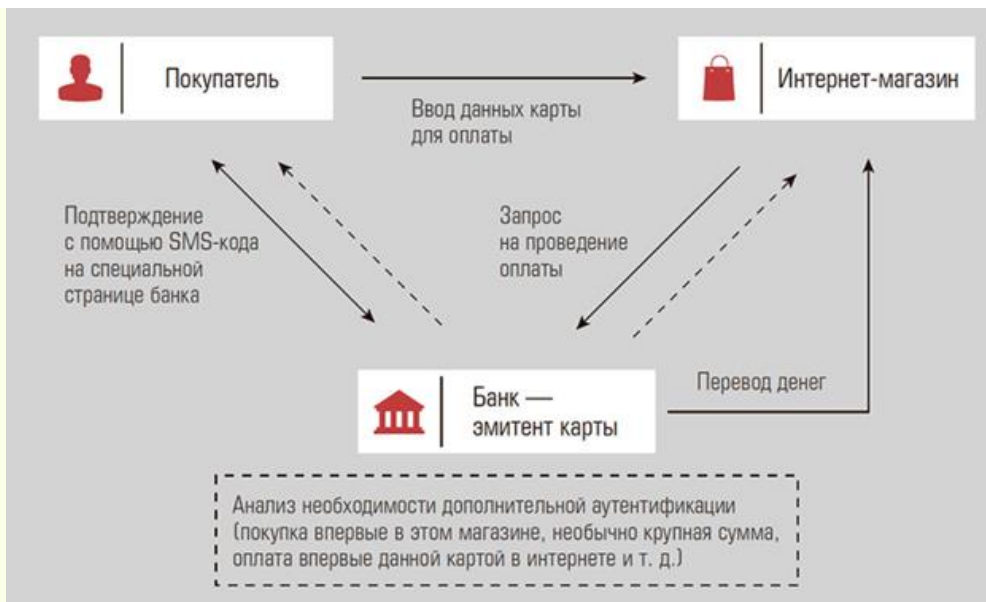 Покупатель
Интернет-магазин
Ввод данных карты
для оплаты
Подтверждение
с помощью SMS-кода
на специальной
странице банка
Запрос
на проведение
оплаты
Банк —
эмитент карты
Перевод денег
Анализ необходимости дополнительной аутентификации
(покупка впервые в этом магазине, необычно крупная сумма,
оплата впервые данной картой в интернете и т. д.)